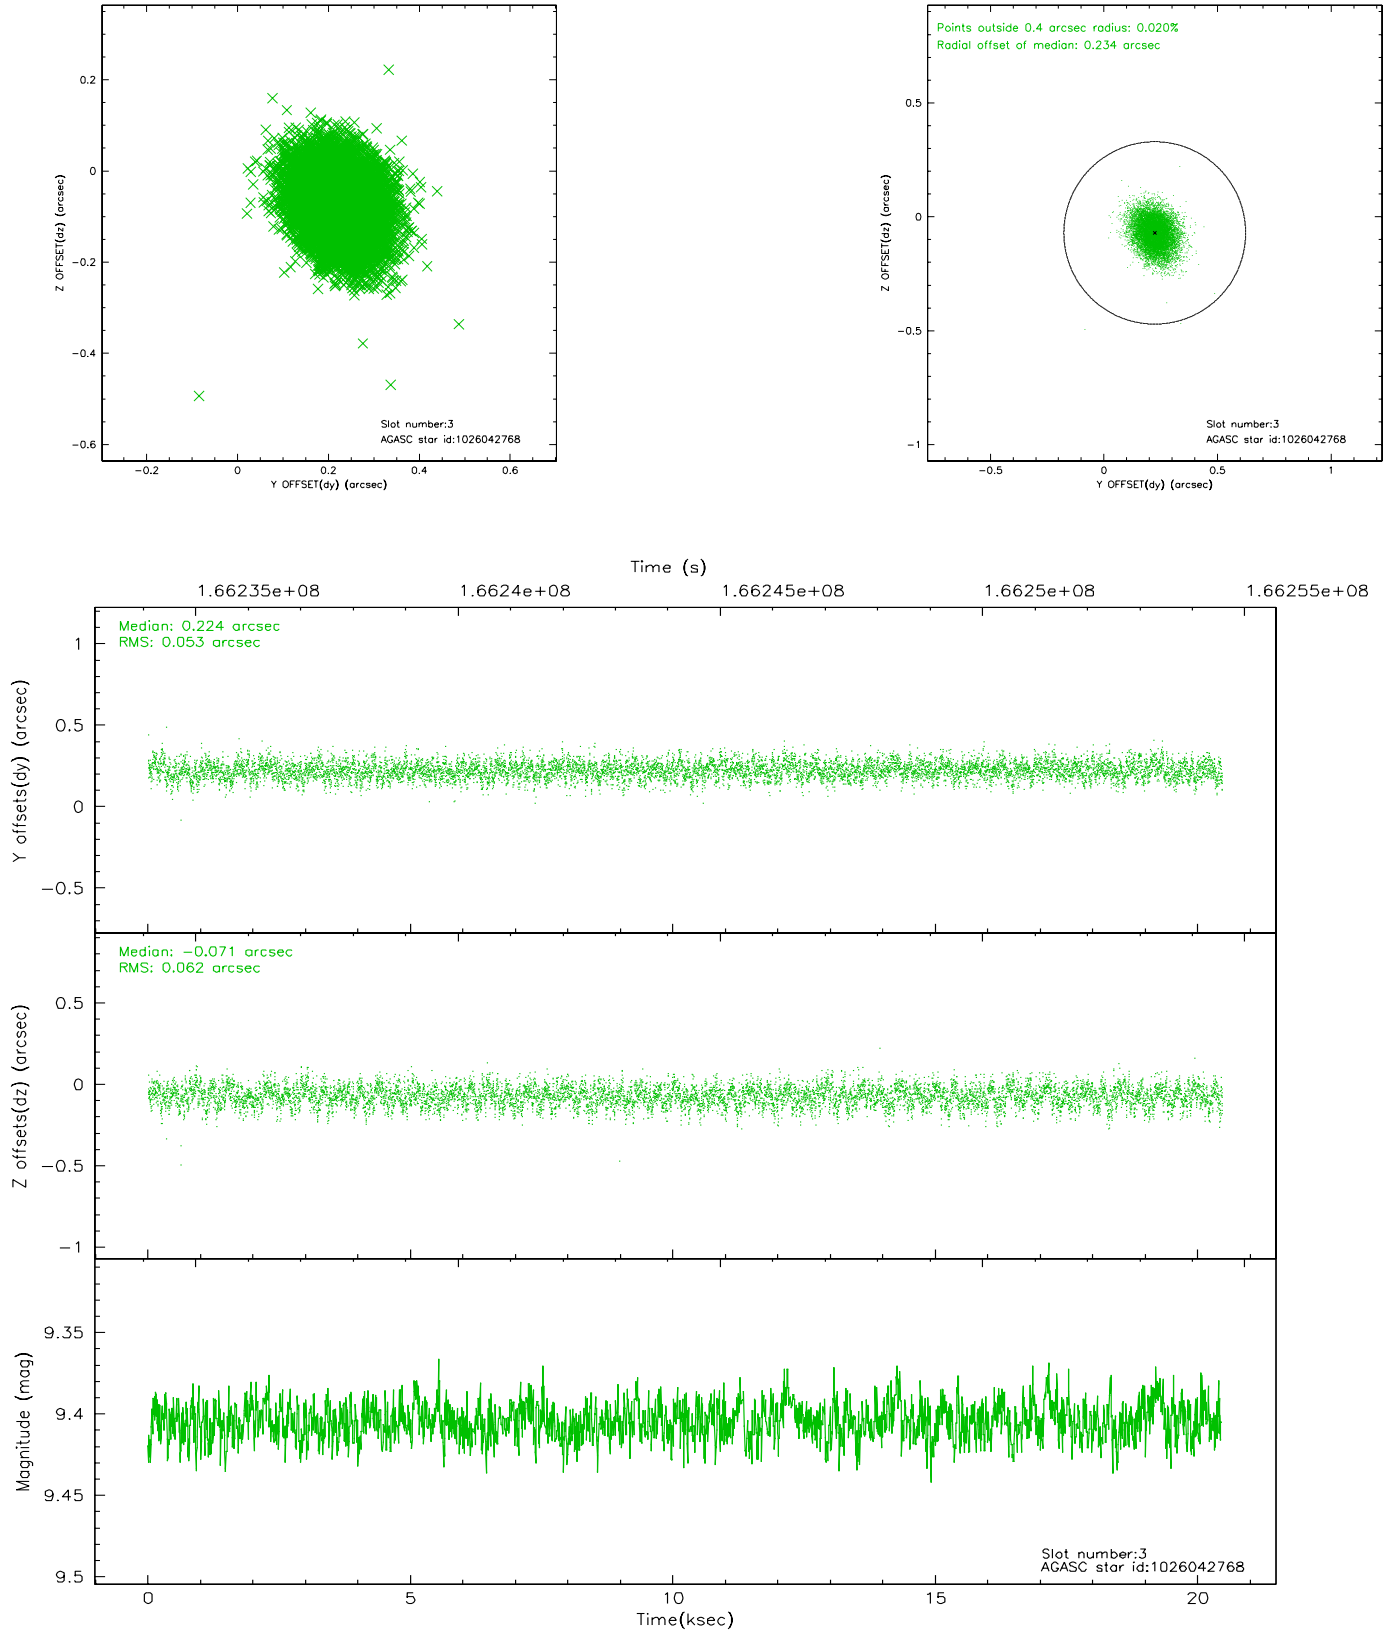 0.2
0
−0.2
−0.4
−0.6
Z OFFSET(dz) (arcsec)
Slot number:3
AGASC star id:1026042768
−0.2 0 0.2 0.4 0.6
Y OFFSET(dy) (arcsec)
Points outside 0.4 arcsec radius: 0.020%
Radial offset of median: 0.234 arcsec
0.5
0
−0.5
−1
Z OFFSET(dz) (arcsec)
Slot number:3
AGASC star id:1026042768
−0.5 0 0.5 1
Y OFFSET(dy) (arcsec)
Time (s)
1.66235e+08 1.6624e+08 1.66245e+08 1.6625e+08 1.66255e+08
Median: 0.224 arcsec
RMS: 0.053 arcsec
1
0.5
0
−0.5
Y offsets(dy) (arcsec)
Median: −0.071 arcsec
RMS: 0.062 arcsec
0.5
0
−0.5
−1
Z offsets(dz) (arcsec)
9.35
9.4
9.45
9.5
Magnitude (mag)
Slot number:3
AGASC star id:1026042768
0 5 10 15 20
Time(ksec)